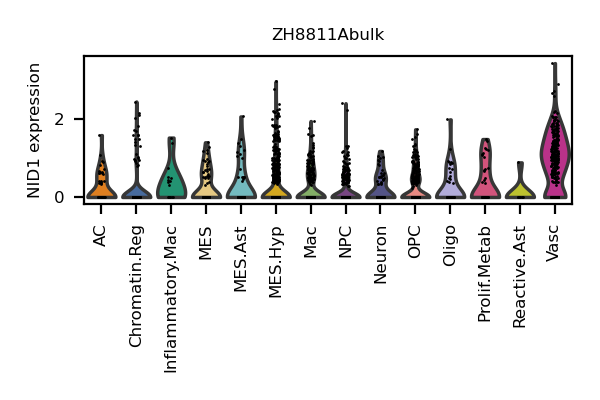 ZH8811Abulk
NID1 expression
2
0
AC
Chromatin.Reg
Inflammatory.Mac
MES
MES.Ast
MES.Hyp
Mac
NPC
Neuron
OPC
Oligo
Prolif.Metab
Reactive.Ast
Vasc